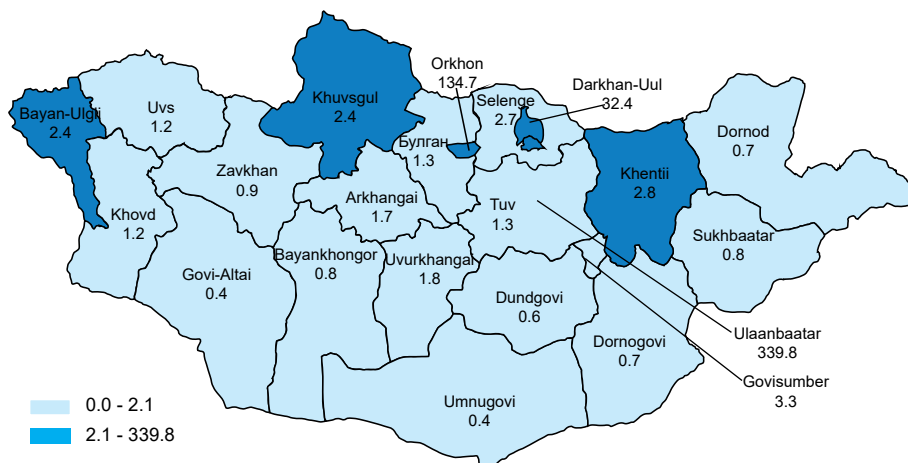 Orkhon
134.7
Darkhan-Uul
32.4
Bayan-Ulgii
2.4
Uvs
1.2
Khuvsgul
2.4
Selenge
2.7
Булган
1.3
Dornod
0.7
Zavkhan
0.9
Khentii
2.8
Khovd
1.2
Arkhangai
1.7
Tuv
1.3
Sukhbaatar
0.8
Govi-Altai
0.4
Bayankhongor
0.8
Uvurkhangai
1.8
Dundgovi
0.6
Dornogovi
0.7
Ulaanbaatar
339.8
Govisumber
3.3
Umnugovi
0.4
0.0 - 2.1
2.1 - 339.8